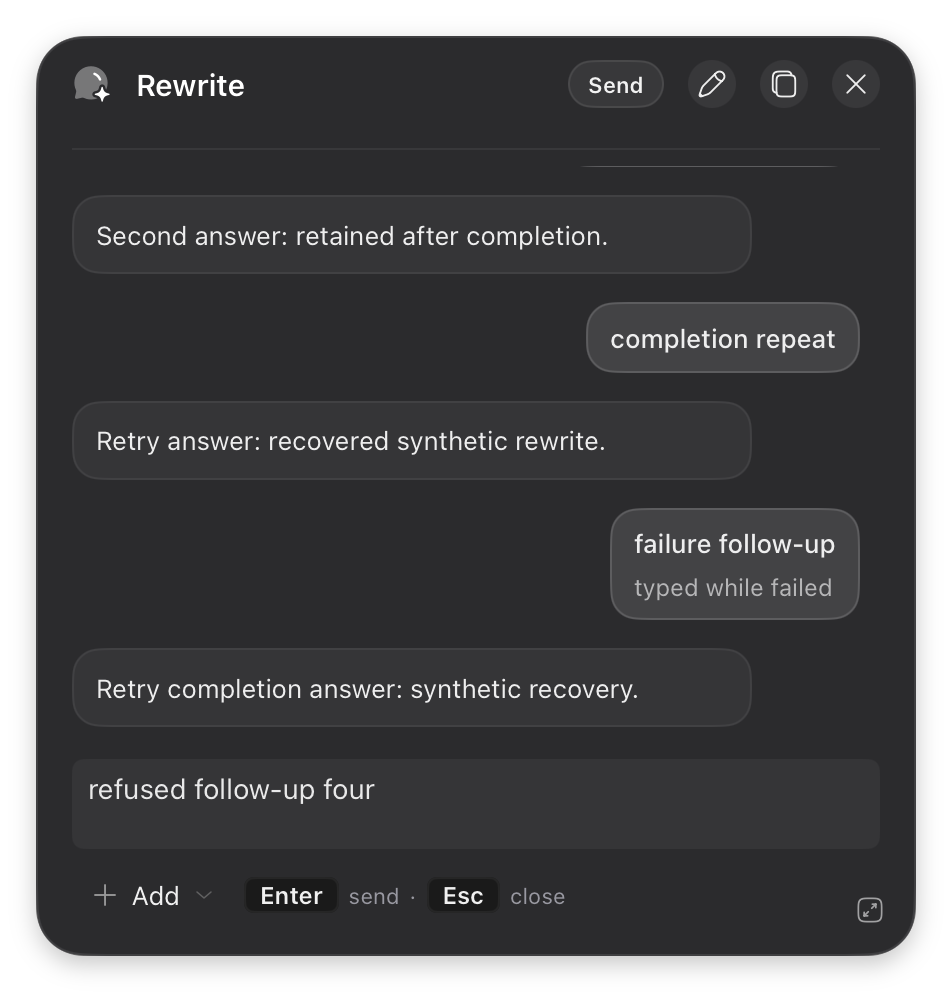 Rewrite
Send
Second answer: retained after completion.
completion repeat
Retry answer: recovered synthetic rewrite.
failure follow-up
typed while failed
Retry completion answer: synthetic recovery.
refused follow-up four
Add Enter send · Esc close